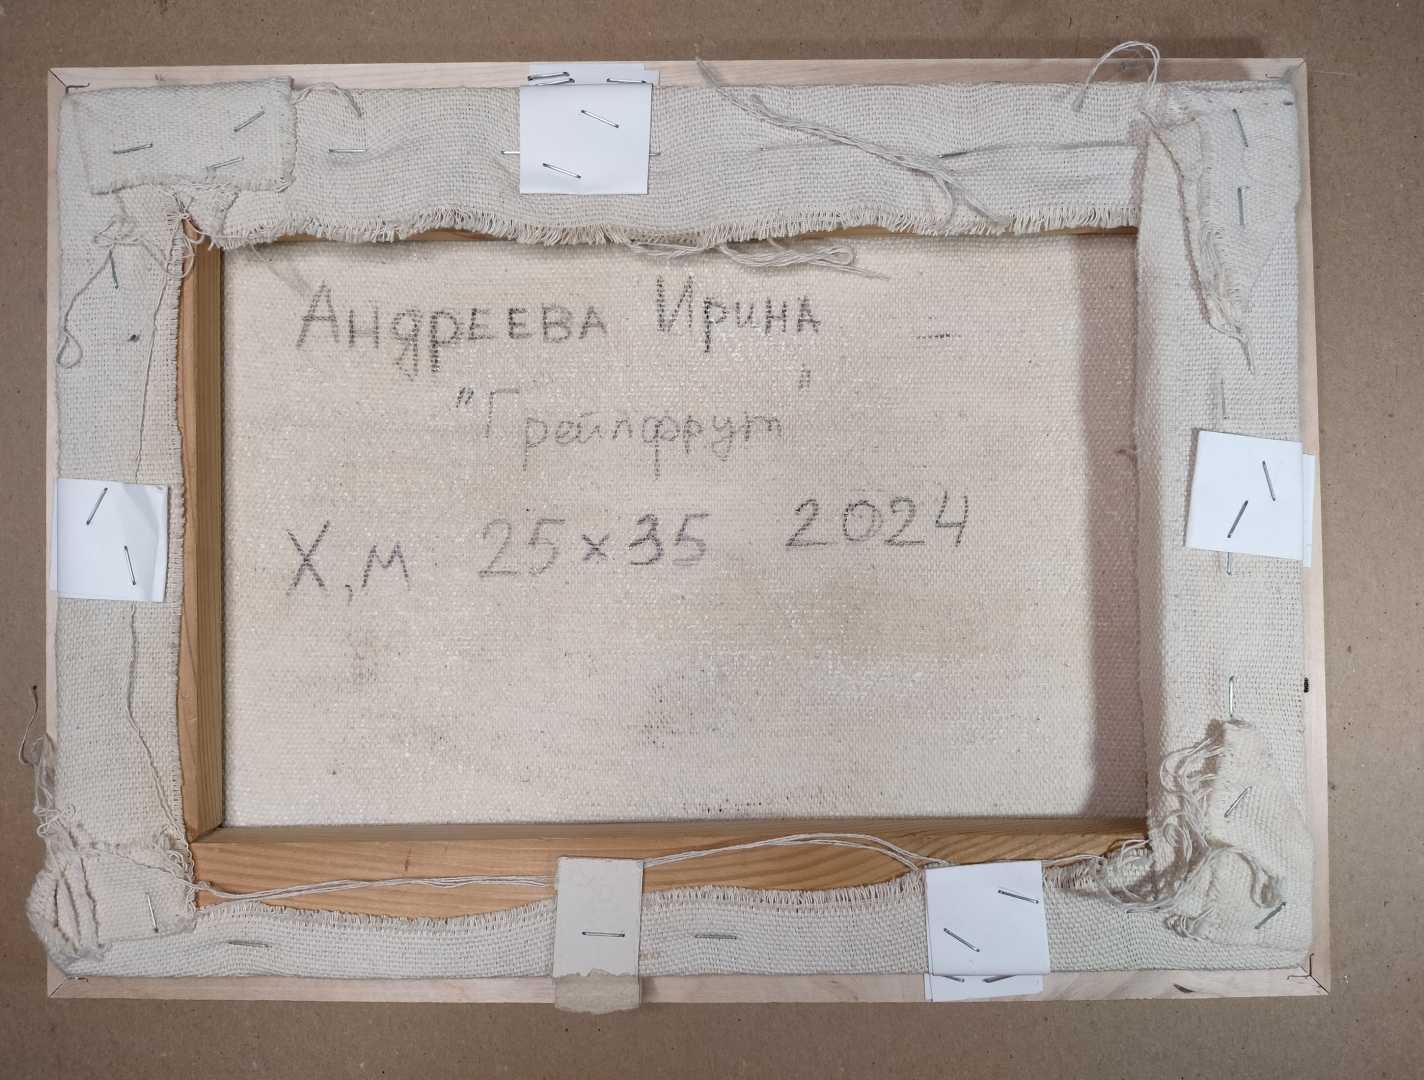 Андреева Ирина
"Грейпфрут"
Х,м 25×35 2024